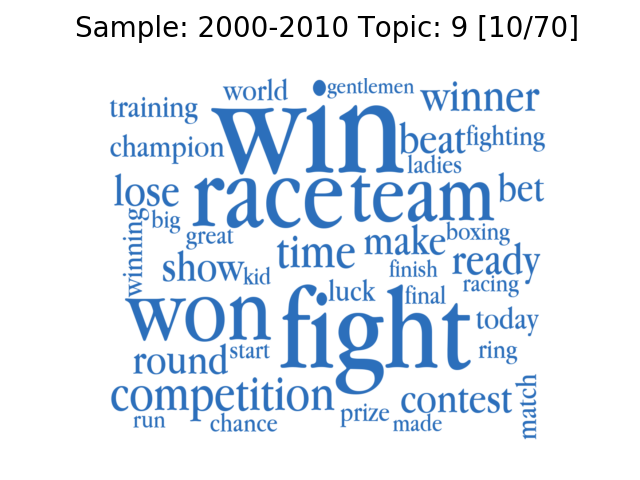 Sample: 2000-2010 Topic: 9 [10/70]
world gentlemen winner
training win
champion beat fighting
ladies
lose race team bet
winning big
great time make boxing
show kid finish ready
luck final racing
won fight today
round start ring
competition contest match
run chance prize made